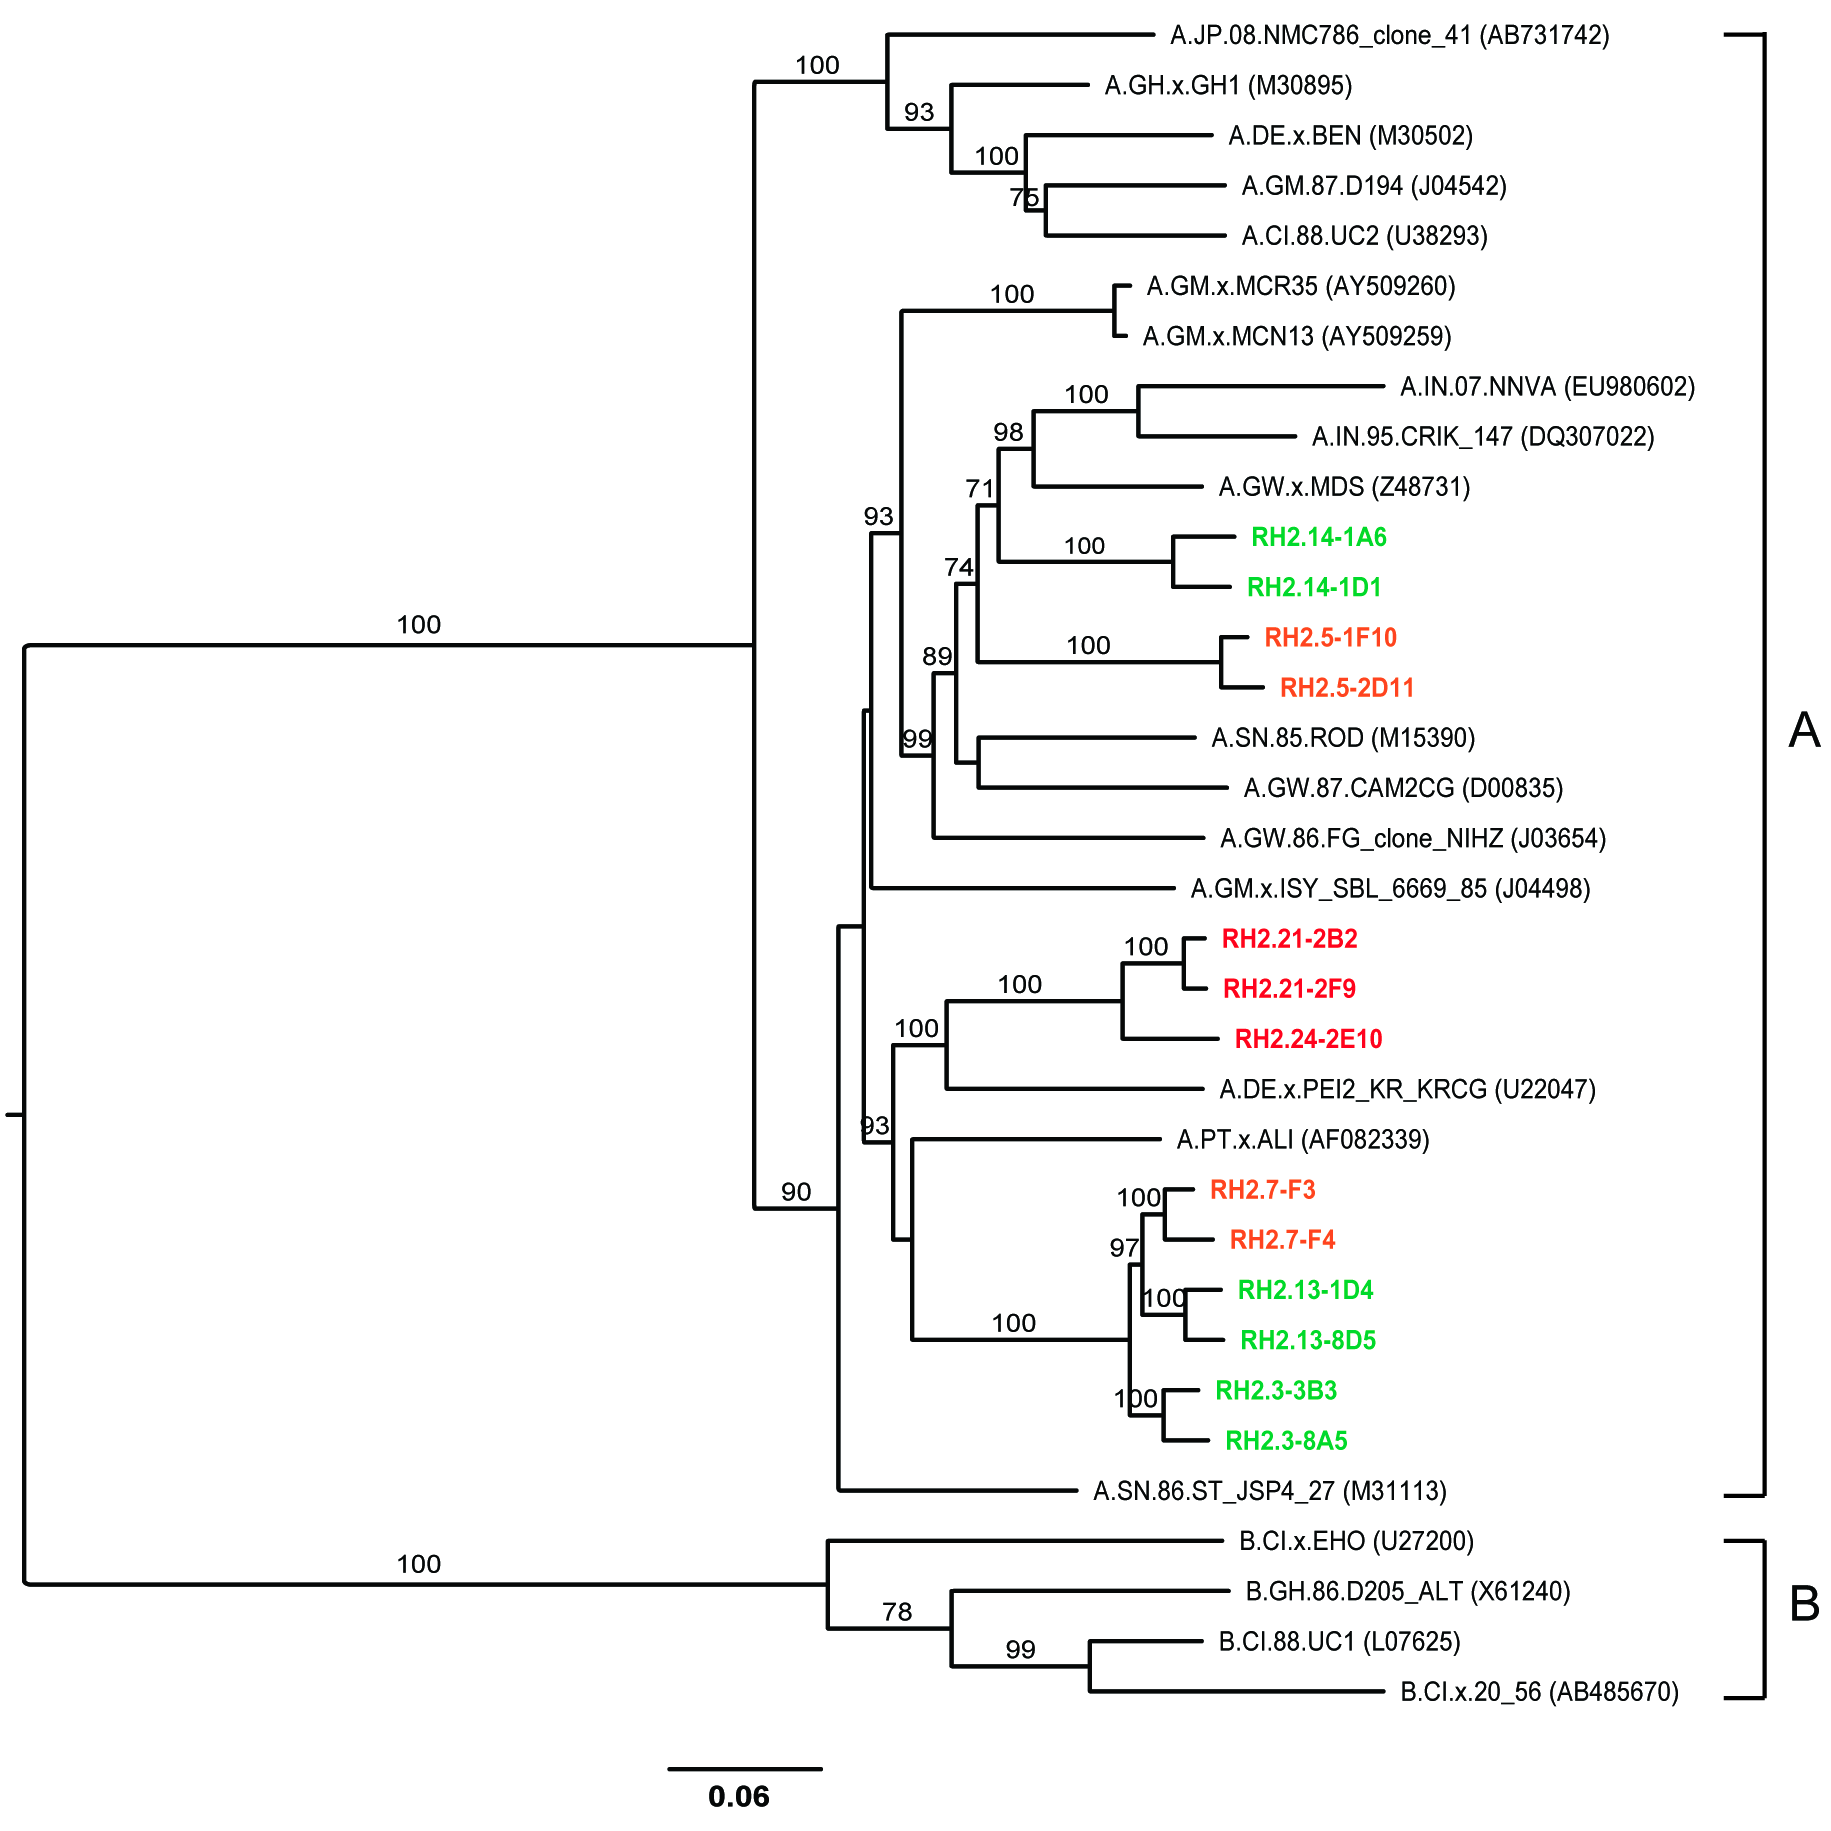 A.JP.08.NMC786_clone_41 (AB731742)
100
A.GH.x.GH1 (M30895)
93
A.DE.x.BEN (M30502)
100
A.GM.87.D194 (J04542)
75
A.CI.88.UC2 (U38293)
A.GM.x.MCR35 (AY509260)
100
A.GM.x.MCN13 (AY509259)
A.IN.07.NNVA (EU980602)
100
A.IN.95.CRIK_147 (DQ307022)
98
A.GW.x.MDS (Z48731)
71
93
RH2.14-1A6
100
RH2.14-1D1
74
100
RH2.5-1F10
100
RH2.5-2D11
89
A
A.SN.85.ROD (M15390)
99
A.GW.87.CAM2CG (D00835)
A.GW.86.FG_clone_NIHZ (J03654)
A.GM.x.ISY_SBL_6669_85 (J04498)
RH2.21-2B2
100
RH2.21-2F9
100
RH2.24-2E10
100
A.DE.x.PEI2_KR_KRCG (U22047)
93
A.PT.x.ALI (AF082339)
90
RH2.7-F3
100
RH2.7-F4
97
RH2.13-1D4
100
RH2.13-8D5
100
RH2.3-3B3
100
RH2.3-8A5
A.SN.86.ST_JSP4_27 (M31113)
B.CI.x.EHO (U27200)
100
B.GH.86.D205_ALT (X61240)
B
78
B.CI.88.UC1 (L07625)
99
B.CI.x.20_56 (AB485670)
0.06